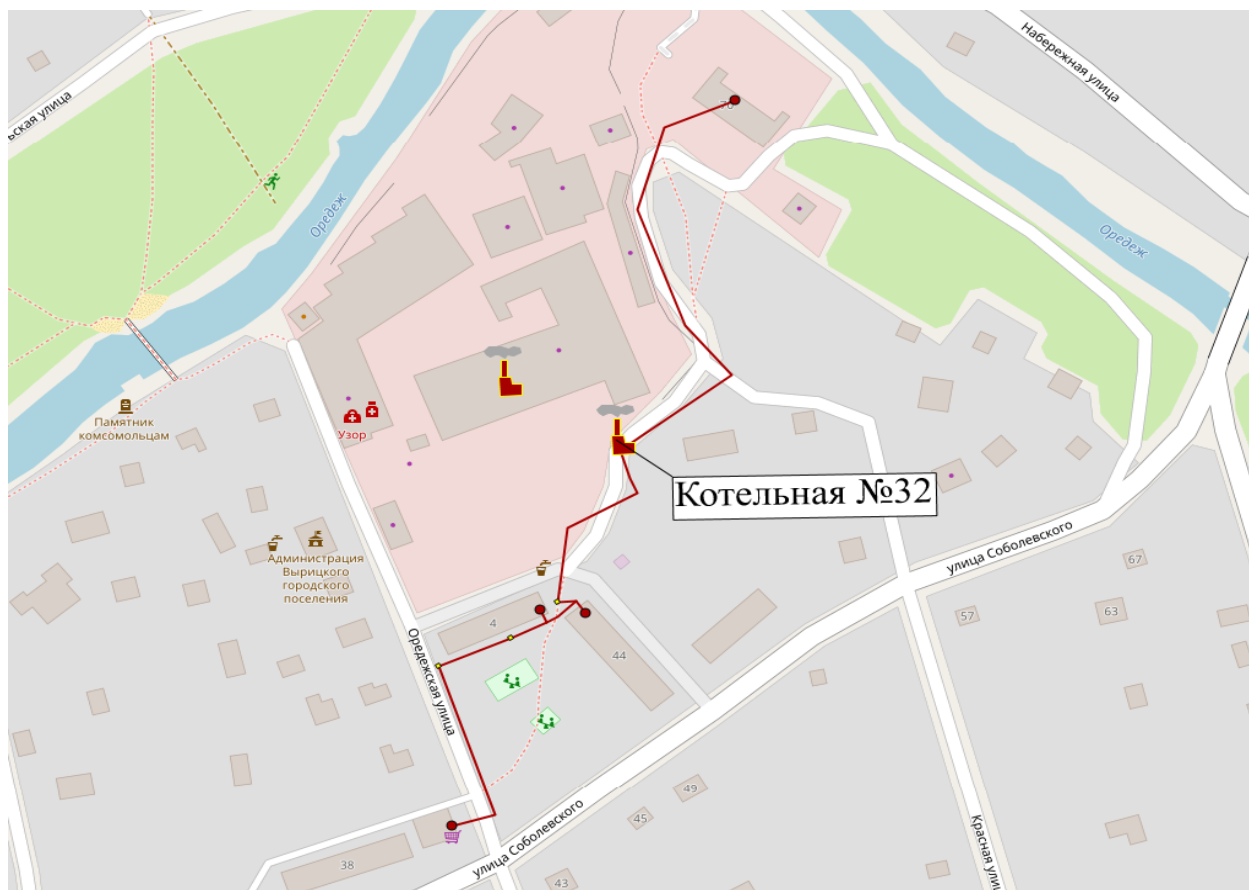 Набережная улица
ьская улица
Оредеж
Оредеж
Памятник
комсомольцам
Узор
Котельная №32
Администрация
Вырицкого
городского
поселения
улица Соболевского
67
63
57
4
44
Оредежская улица
49
45
38
43
улица Соболевского
Красная улиц